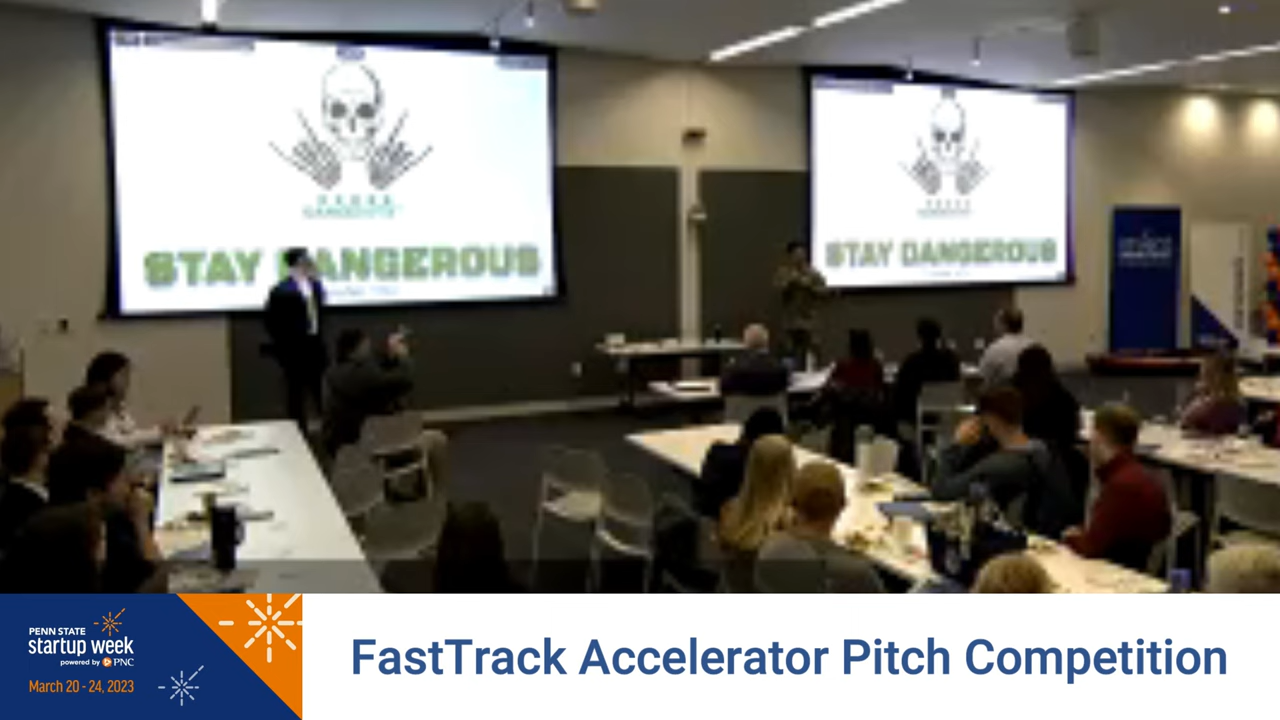 STAY DANGEROUS
STAY DANGEROUS
PENN STATE
startup week
powered by PNC
March 20 - 24, 2023
FastTrack Accelerator Pitch Competition